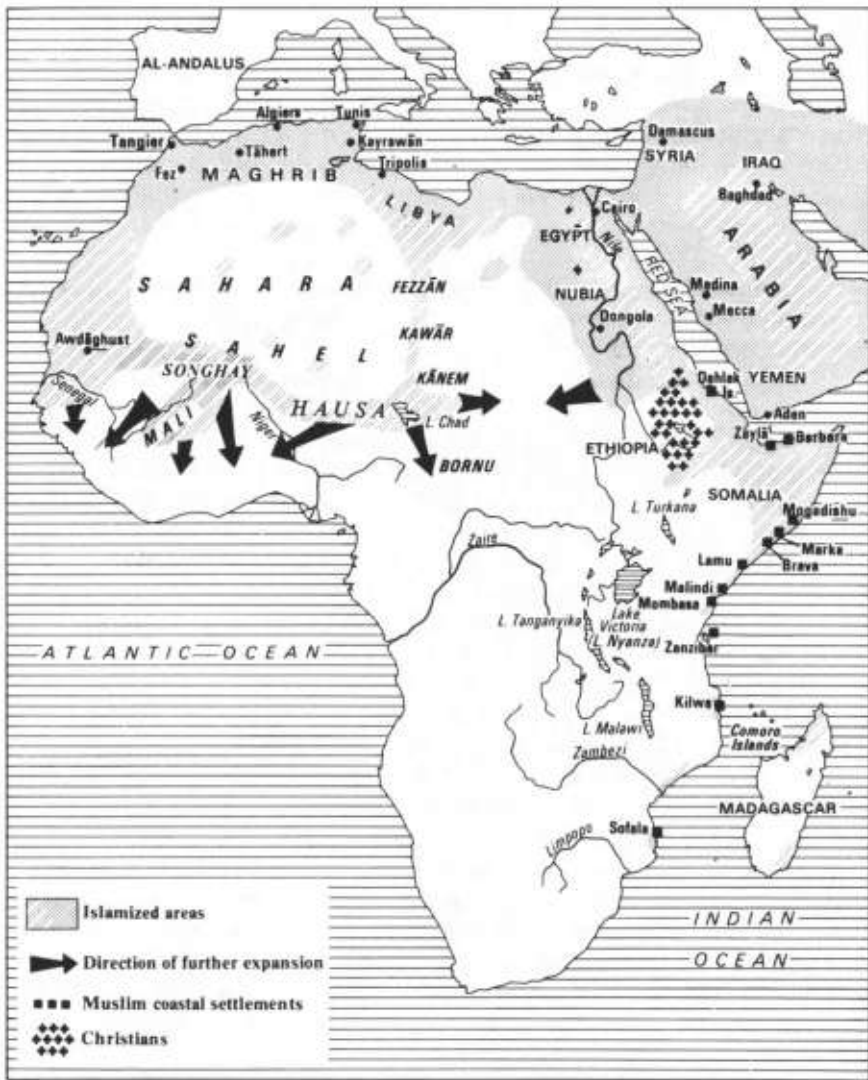 AL-ANDALUS
Algiers
Tunis
Tangier
Tāhert
Kayrawān
Fez
MAGHRIB
Tripolia
LIBYA
Damascus
SYRIA
IRAQ
Baghdad
ARABIA
Cairo
EGYPT
Nile
RED SEA
SAHARA
FEZZĀN
NUBIA
Medina
Mecca
Awdāghust
SAHEL
KAWĀR
Dongola
SONGHAY
KĀNEM
Senegal
MALI
Niger
HAUSA
L. Chad
BORNU
Dahlak Is
YEMEN
Aden
Zaylā'
Barbara
ETHIOPIA
SOMALIA
L. Turkana
Mogadishu
Marka
Brava
Zaire
Lamu
Malindi
Mombasa
L. Tanganyika
Lake
Victoria
(L. Nyanza)
Zanzibar
ATLANTIC OCEAN
Kilwa
L. Malawi
Comoro
Islands
Zambezi
MADAGASCAR
Sofala
Limpopo
INDIAN
OCEAN
Islamized areas
Direction of further expansion
Muslim coastal settlements
Christians